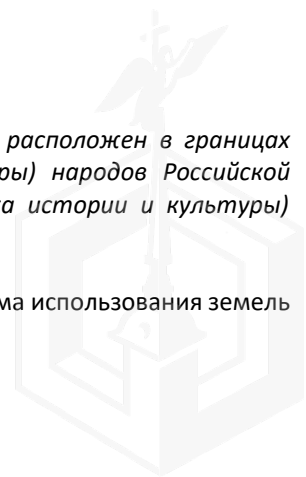 расположен в границах
ры) народов Российской
а истории и культуры)
ма использования земель